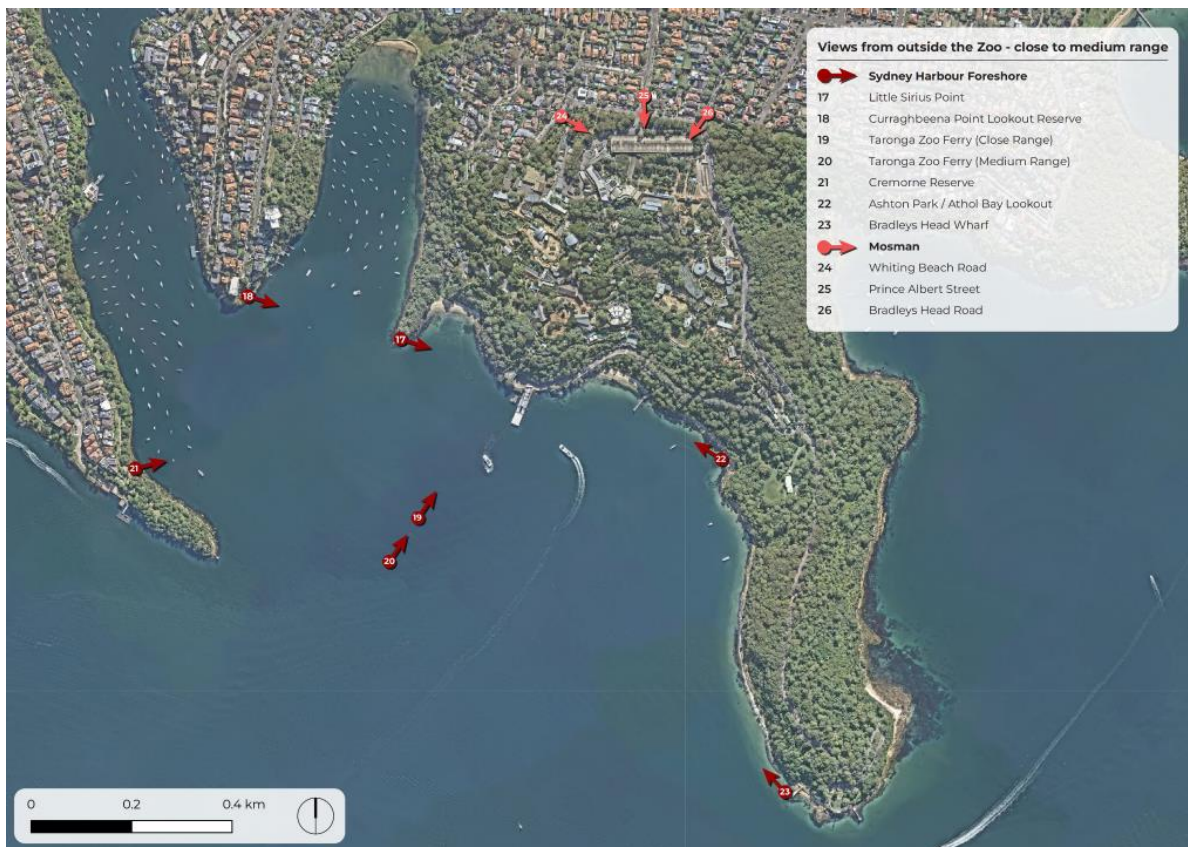 Views from outside the Zoo - close to medium range
Sydney Harbour Foreshore
17 Little Sirius Point
18 Curraghbeena Point Lookout Reserve
19 Taronga Zoo Ferry (Close Range)
20 Taronga Zoo Ferry (Medium Range)
21 Cremorne Reserve
22 Ashton Park / Athol Bay Lookout
23 Bradleys Head Wharf
Mosman
24 Whiting Beach Road
25 Prince Albert Street
26 Bradleys Head Road
25
24
26
18
17
22
21
19
20
23
0 0.2 0.4 km